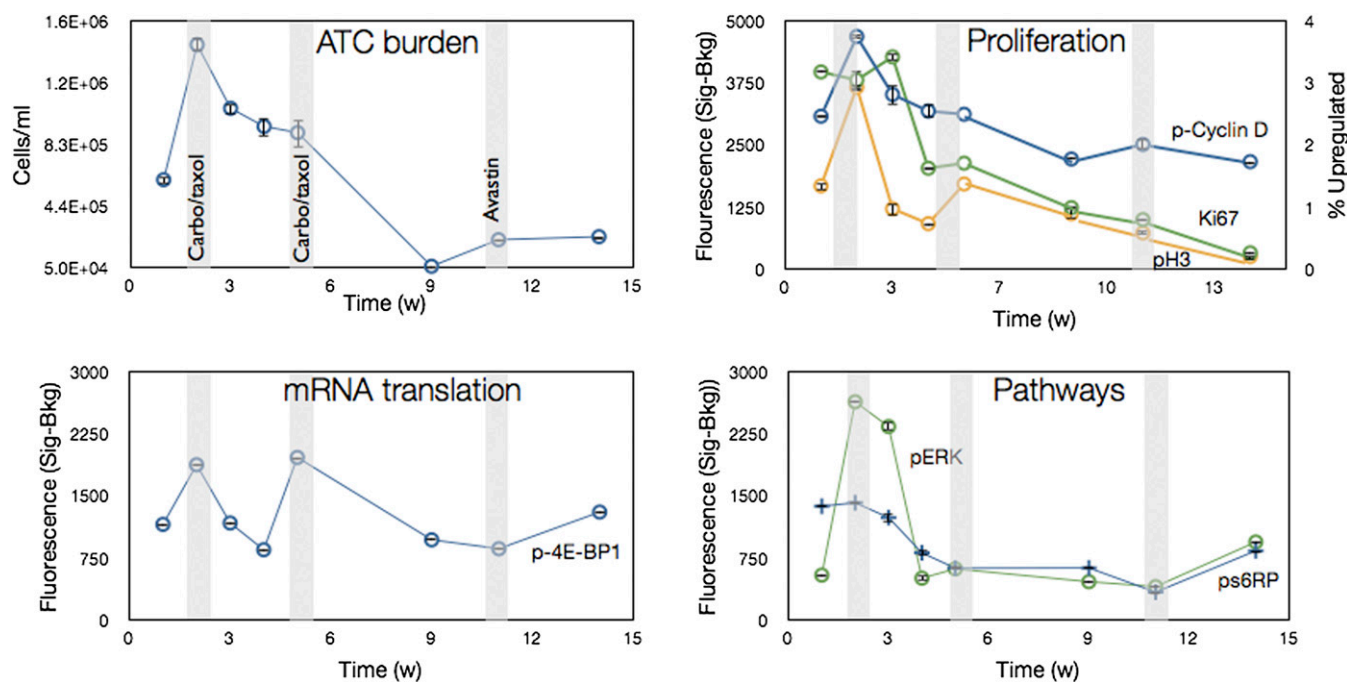 ATC burden
1.6E+06
1.2E+06
8.3E+05
4.4E+05
5.0E+04
Cells/ml
Carbo/taxol
Carbo/taxol
Avastin
0 3 6 9 12 15
Time (w)
Proliferation
5000
3750
2500
1250
0
Flourescence (Sig-Bkg)
4
3
2
1
0
% Upregulated
p-Cyclin D
Ki67
pH3
0 3 7 10 13
Time (w)
mRNA translation
3000
2250
1500
750
0
Fluorescence (Sig-Bkg)
p-4E-BP1
0 3 6 9 12 15
Time (w)
Pathways
3000
2250
1500
750
0
Fluorescence (Sig-Bkg))
pERK
ps6RP
0 3 6 9 12 15
Time (w)